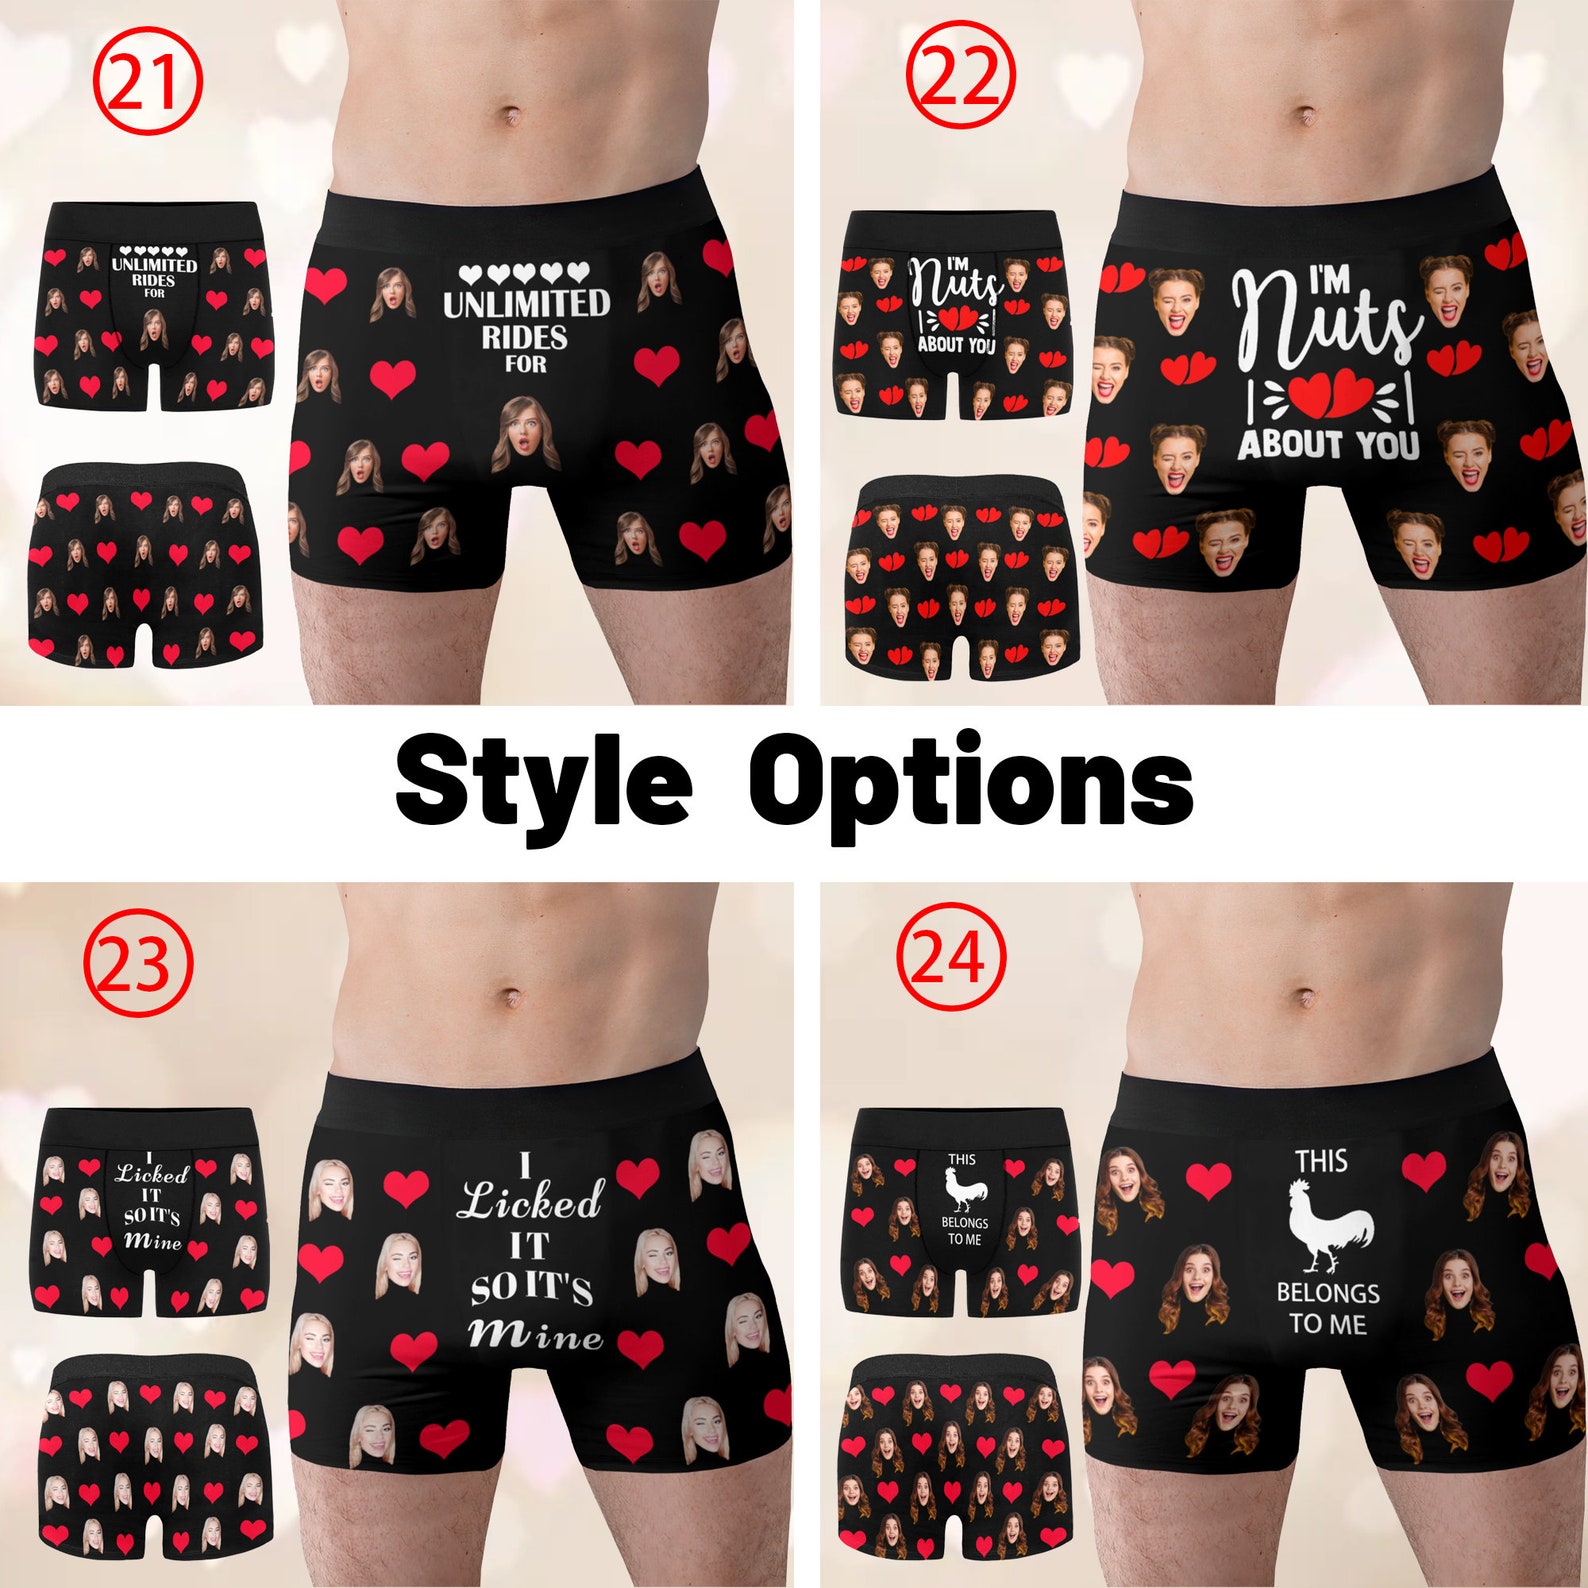 21
UNLIMITED
RIDES
FOR
UNLIMITED
RIDES
FOR
22
I'M
Nuts
ABOUT YOU
I'M
Nuts
ABOUT YOU
Style Options
23
I
Licked
IT
SO IT'S
mine
I
Licked
IT
SO IT'S
mine
24
THIS
BELONGS
TO ME
THIS
BELONGS
TO ME